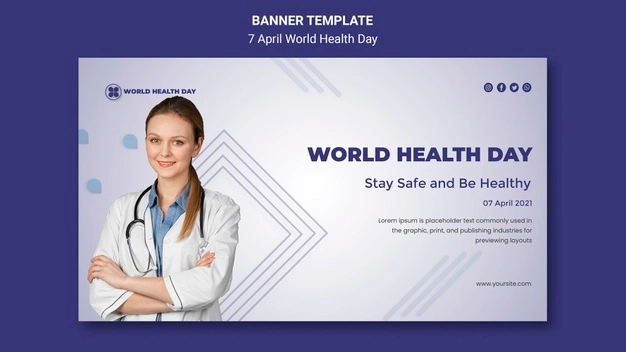 BANNER TEMPLATE
7 April World Health Day
WORLD HEALTH DAY
WORLD HEALTH DAY
Stay Safe and Be Healthy
07 April 2021
Lorem ipsum is placeholder text commonly used in
the graphic, print, and publishing industries for
previewing layouts
www.yoursite.com